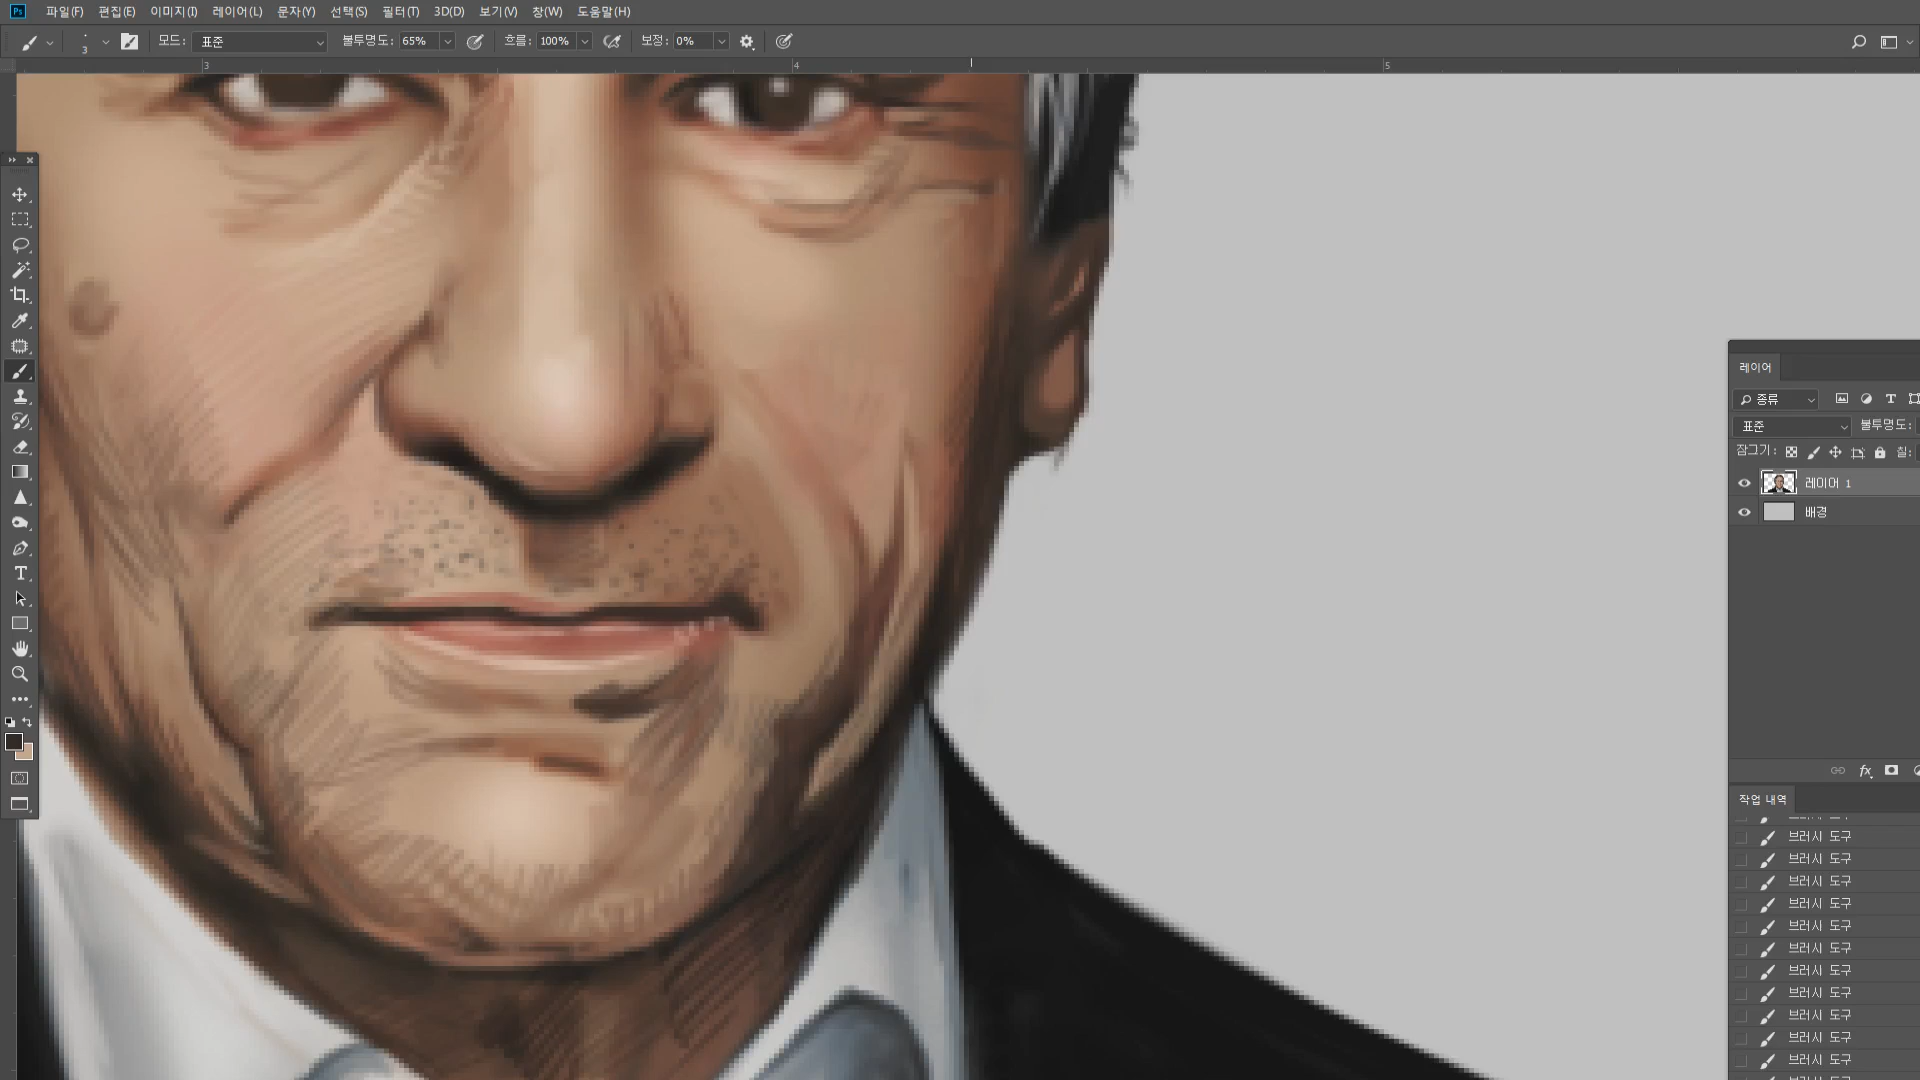 Ps 파일(F) 편집(E) 이미지(I) 레이어(L) 문자(Y) 선택(S) 필터(T) 3D(D) 보기(V) 창(W) 도움말(H)
3 모드: 표준 불투명도: 65% 흐름: 100% 보정: 0%
3 4 5
레이어
종류
표준 불투명도:
잠그기: 칠:
레이어 1
배경
fx
작업 내역
브러시 도구
브러시 도구
브러시 도구
브러시 도구
브러시 도구
브러시 도구
브러시 도구
브러시 도구
브러시 도구
브러시 도구
브러시 도구